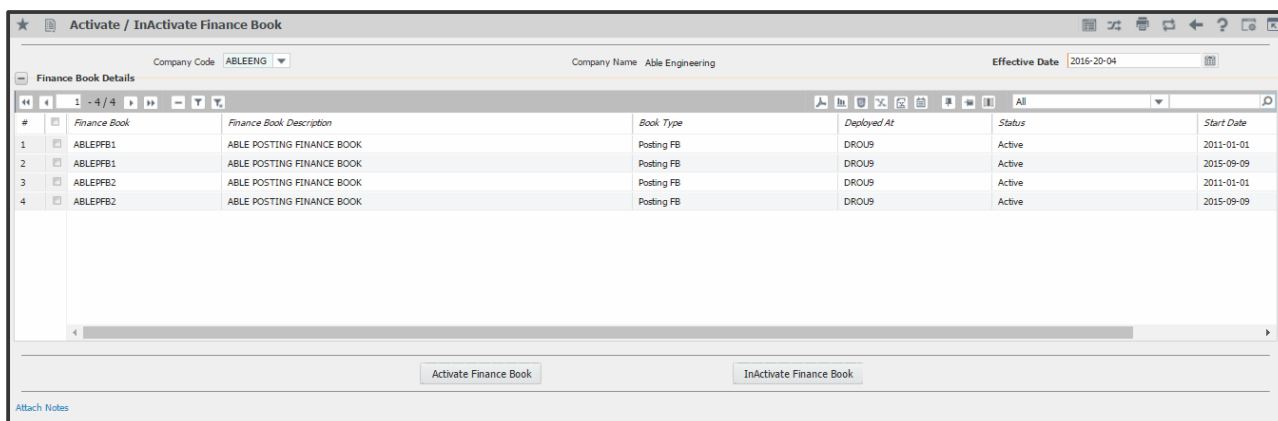 Activate / InActivate Finance Book
Company Code ABLEENG Company Name Able Engineering Effective Date 2016-20-04
Finance Book Details
1 - 4 / 4 All
# Finance Book Finance Book Description Book Type Deployed At Status Start Date
1 ABLEPFB1 ABLE POSTING FINANCE BOOK Posting FB DROU9 Active 2011-01-01
2 ABLEPFB1 ABLE POSTING FINANCE BOOK Posting FB DROU9 Active 2015-09-09
3 ABLEPFB2 ABLE POSTING FINANCE BOOK Posting FB DROU9 Active 2011-01-01
4 ABLEPFB2 ABLE POSTING FINANCE BOOK Posting FB DROU9 Active 2015-09-09
Activate Finance Book InActivate Finance Book
Attach Notes